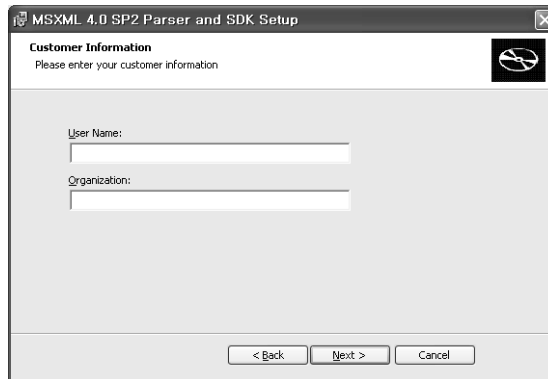 MSXML 4.0 SP2 Parser and SDK Setup
Customer Information
Please enter your customer information
User Name:
Organization:
< Back
Next >
Cancel